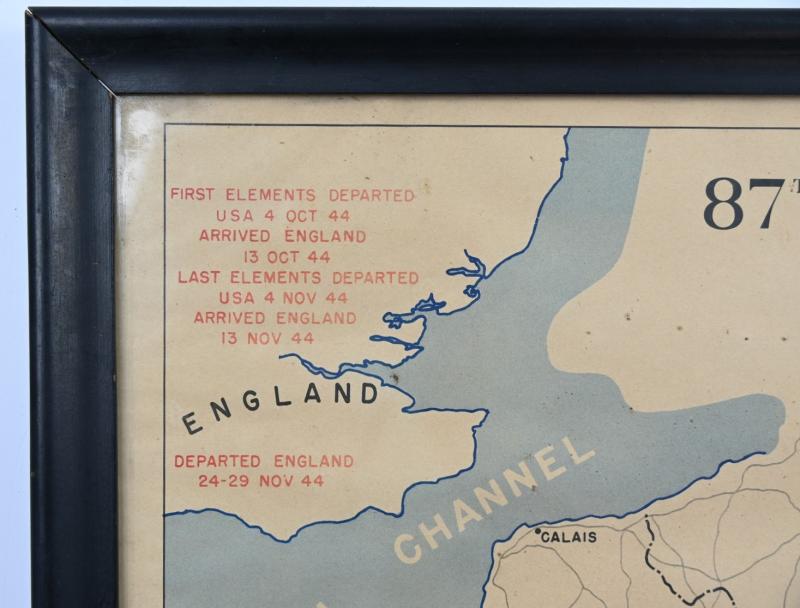 FIRST ELEMENTS DEPARTED
USA 4 OCT 44
ARRIVED ENGLAND
13 OCT 44
LAST ELEMENTS DEPARTED
USA 4 NOV 44
ARRIVED ENGLAND
13 NOV 44
87T
ENGLAND
DEPARTED ENGLAND
24-29 NOV 44
CHANNEL
CALAIS